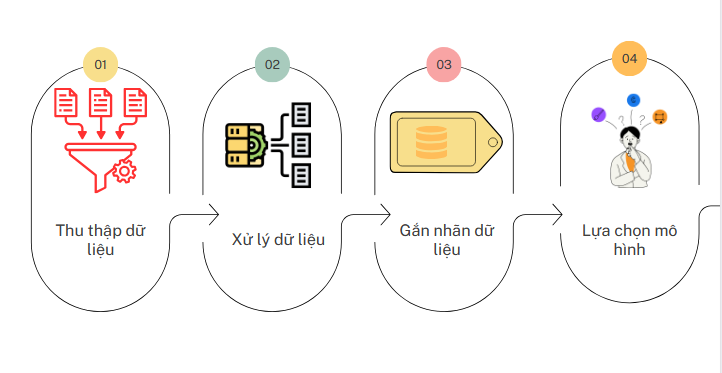 01
02
03
04
Thu thập dữ
liệu
Xử lý dữ liệu
Gắn nhãn dữ
liệu
Lựa chọn mô
hình